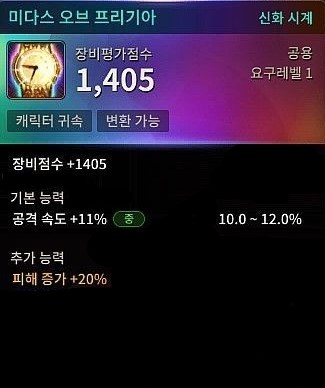 미다스 오브 프리기아 신화 시계
장비평가점수 공용
1,405 요구레벨 1
캐릭터 귀속 변환 가능
장비점수 +1405
기본 능력
공격 속도 +11% 중 10.0 ~ 12.0%
추가 능력
피해 증가 +20%